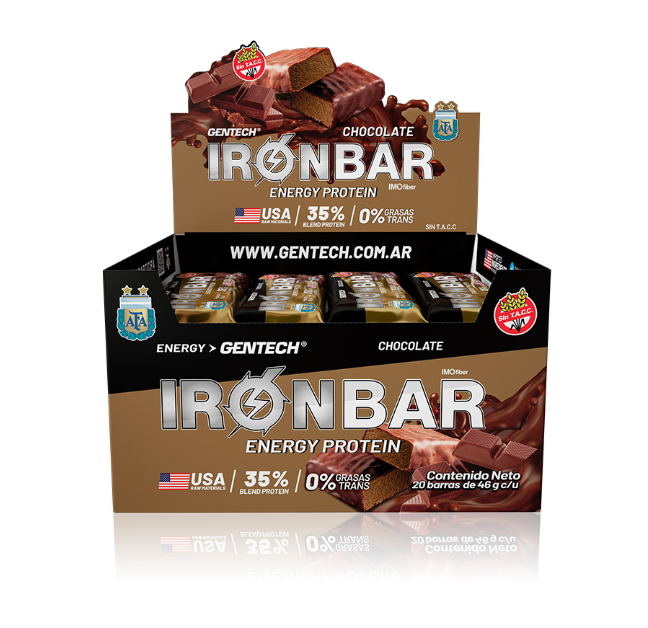 Sin T.A.C.C.
GENTECH®
CHOCOLATE
IRONBAR
IMOfiber
ENERGY PROTEIN
AFA
USA
RAW MATERIALS
35%
BLEND PROTEIN
0% GRASAS
TRANS
SIN T.A.C.C
WWW.GENTECH.COM.AR
AFA
Sin T.A.C.C.
ENERGY > GENTECH®
CHOCOLATE
IMOfiber
IRONBAR
ENERGY PROTEIN
USA
RAW MATERIALS
35%
BLEND PROTEIN
0% GRASAS
TRANS
Contenido Neto
20 barras de 46 g c/u